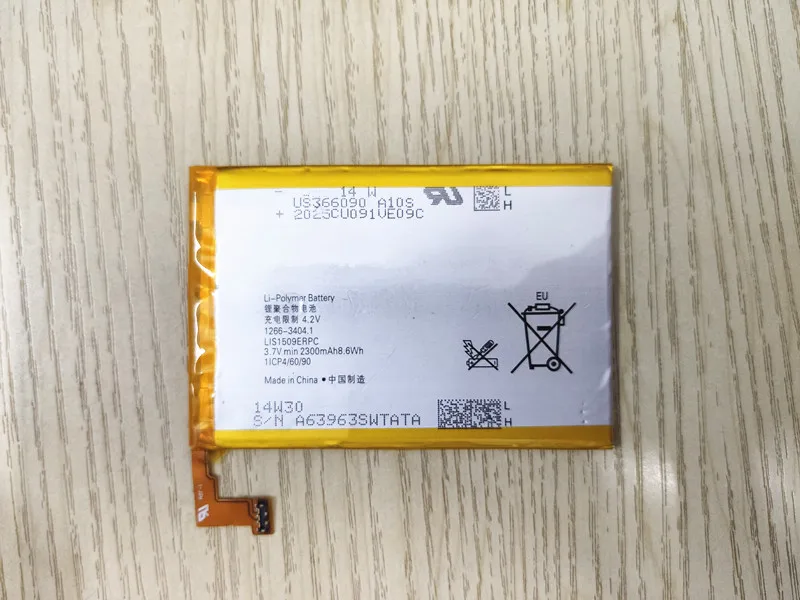 - 14 W
US366090 A10S
+ 2025CU091VE09C
L
H
Li-Polymer Battery
锂聚合物电池
充电限制 4.2V
1266-3404.1
LIS1509ERPC
3.7V min 2300mAh8.6Wh
1ICP4/60/90
Made in China • 中国制造
EU
14W30
S/N A63963SWTATA
L
H